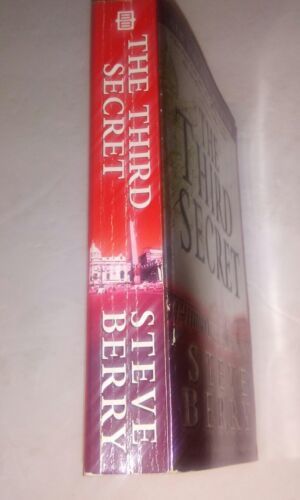 THE THIRD
SECRET
STEVE
BERRY
THE
THIRD
SECRET
STEVE
BERRY